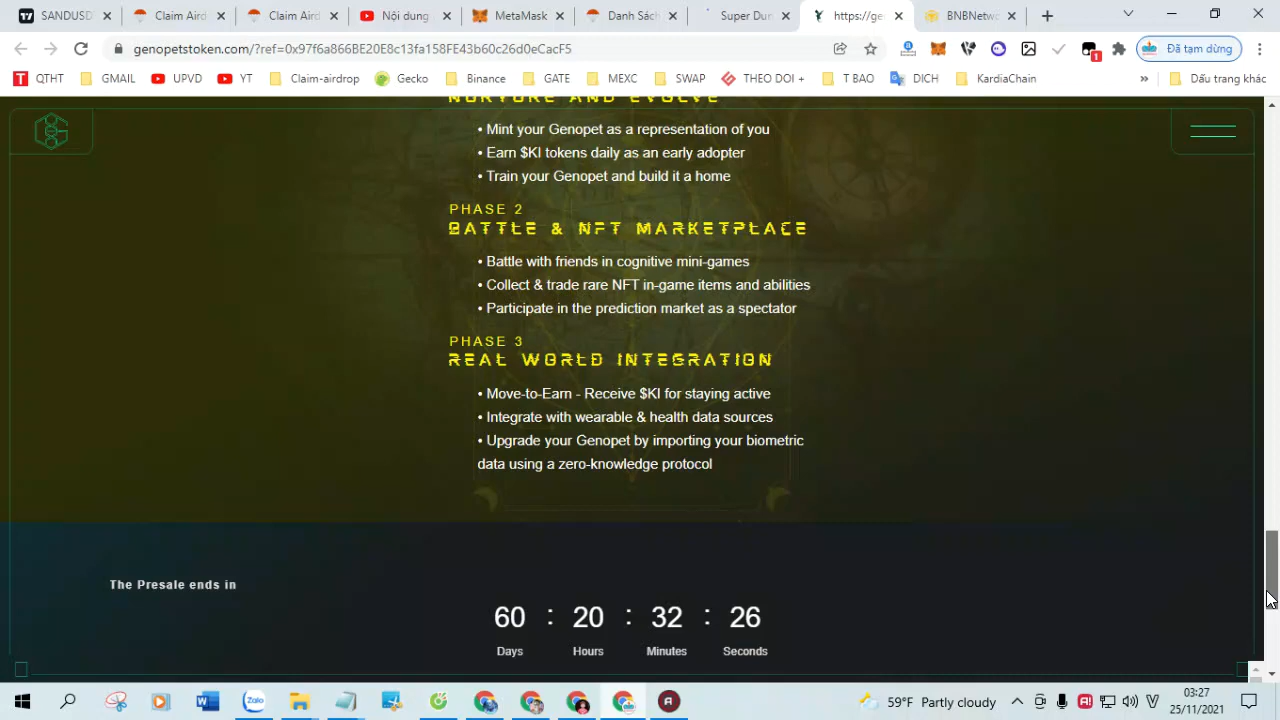 SANDUSD
Claim Aird
Claim Aird
Nội dung
MetaMask
Danh Sách
Super Dun
https://ge
BNBNetwo
genopetstoken.com/?ref=0x97f6a866BE20E8c13fa158FE43b60c26d0eCacF5
Đã tạm dừng
QTHT
GMAIL
UPVD
YT
Claim-airdrop
Gecko
Binance
GATE
MEXC
SWAP
THEO DOI +
T BAO
DICH
KardiaChain
»
Dấu trang khác
NURTURE AND EVOLVE
• Mint your Genopet as a representation of you
• Earn $KI tokens daily as an early adopter
• Train your Genopet and build it a home
PHASE 2
BATTLE & NFT MARKETPLACE
• Battle with friends in cognitive mini-games
• Collect & trade rare NFT in-game items and abilities
• Participate in the prediction market as a spectator
PHASE 3
REAL WORLD INTEGRATION
• Move-to-Earn - Receive $KI for staying active
• Integrate with wearable & health data sources
• Upgrade your Genopet by importing your biometric
data using a zero-knowledge protocol
The Presale ends in
60 : 20 : 32 : 26
Days Hours Minutes Seconds
Zalo
59°F Partly cloudy
03:27
25/11/2021